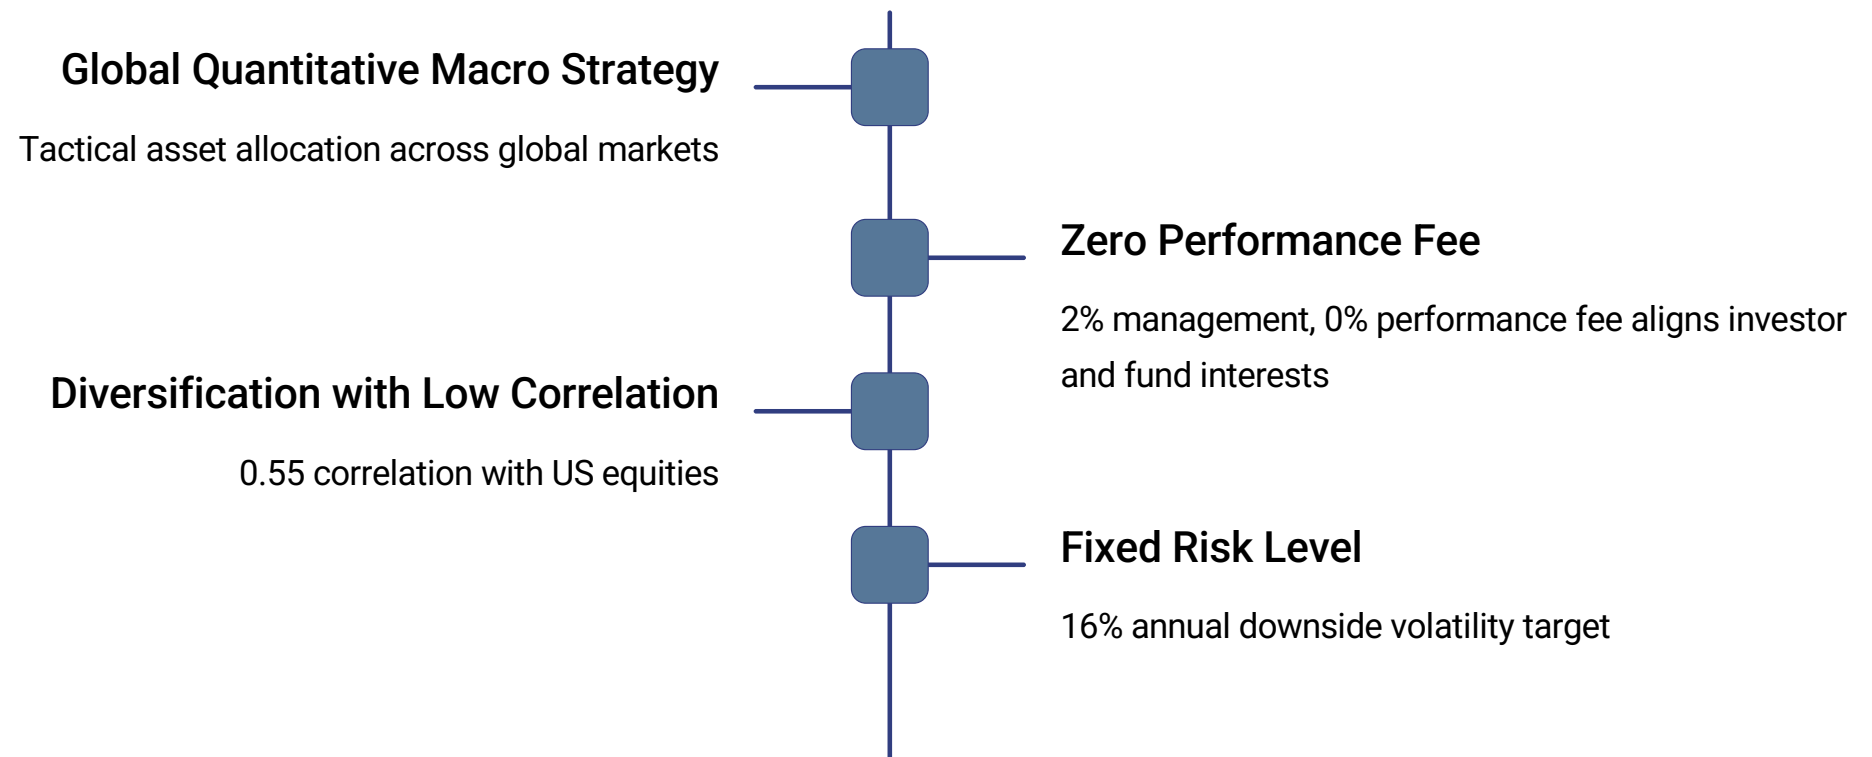 Global Quantitative Macro Strategy
Tactical asset allocation across global markets
Zero Performance Fee
2% management, 0% performance fee aligns investor
and fund interests
Diversification with Low Correlation
0.55 correlation with US equities
Fixed Risk Level
16% annual downside volatility target